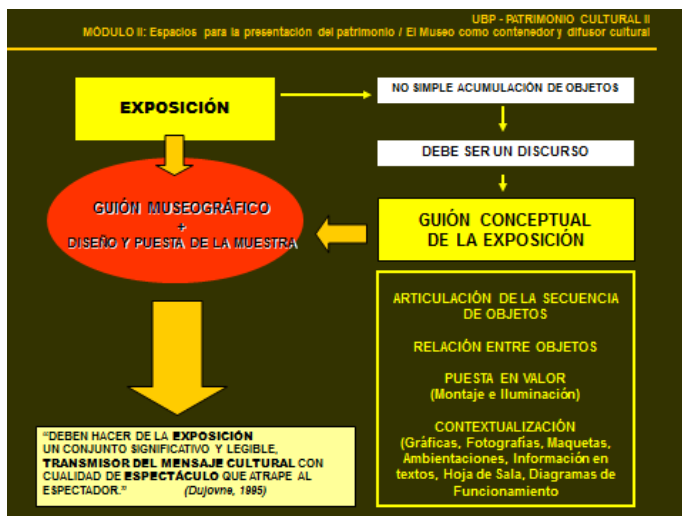 UBP - PATRIMONIO CULTURAL II
MÓDULO II: Espacios para la presentación del patrimonio / El Museo como contenedor y difusor cultural
EXPOSICIÓN
NO SIMPLE ACUMULACIÓN DE OBJETOS
DEBE SER UN DISCURSO
GUIÓN CONCEPTUAL
DE LA EXPOSICIÓN
GUIÓN MUSEOGRÁFICO
+
DISEÑO Y PUESTA DE LA MUESTRA
ARTICULACIÓN DE LA SECUENCIA
DE OBJETOS
RELACIÓN ENTRE OBJETOS
PUESTA EN VALOR
(Montaje e Iluminación)
CONTEXTUALIZACIÓN
(Gráficas, Fotografías, Maquetas,
Ambientaciones, Información en
textos, Hoja de Sala, Diagramas de
Funcionamiento
"DEBEN HACER DE LA EXPOSICIÓN
UN CONJUNTO SIGNIFICATIVO Y LEGIBLE,
TRANSMISOR DEL MENSAJE CULTURAL CON
CUALIDAD DE ESPECTÁCULO QUE ATRAPE AL
ESPECTADOR." (Dujovne, 1995)